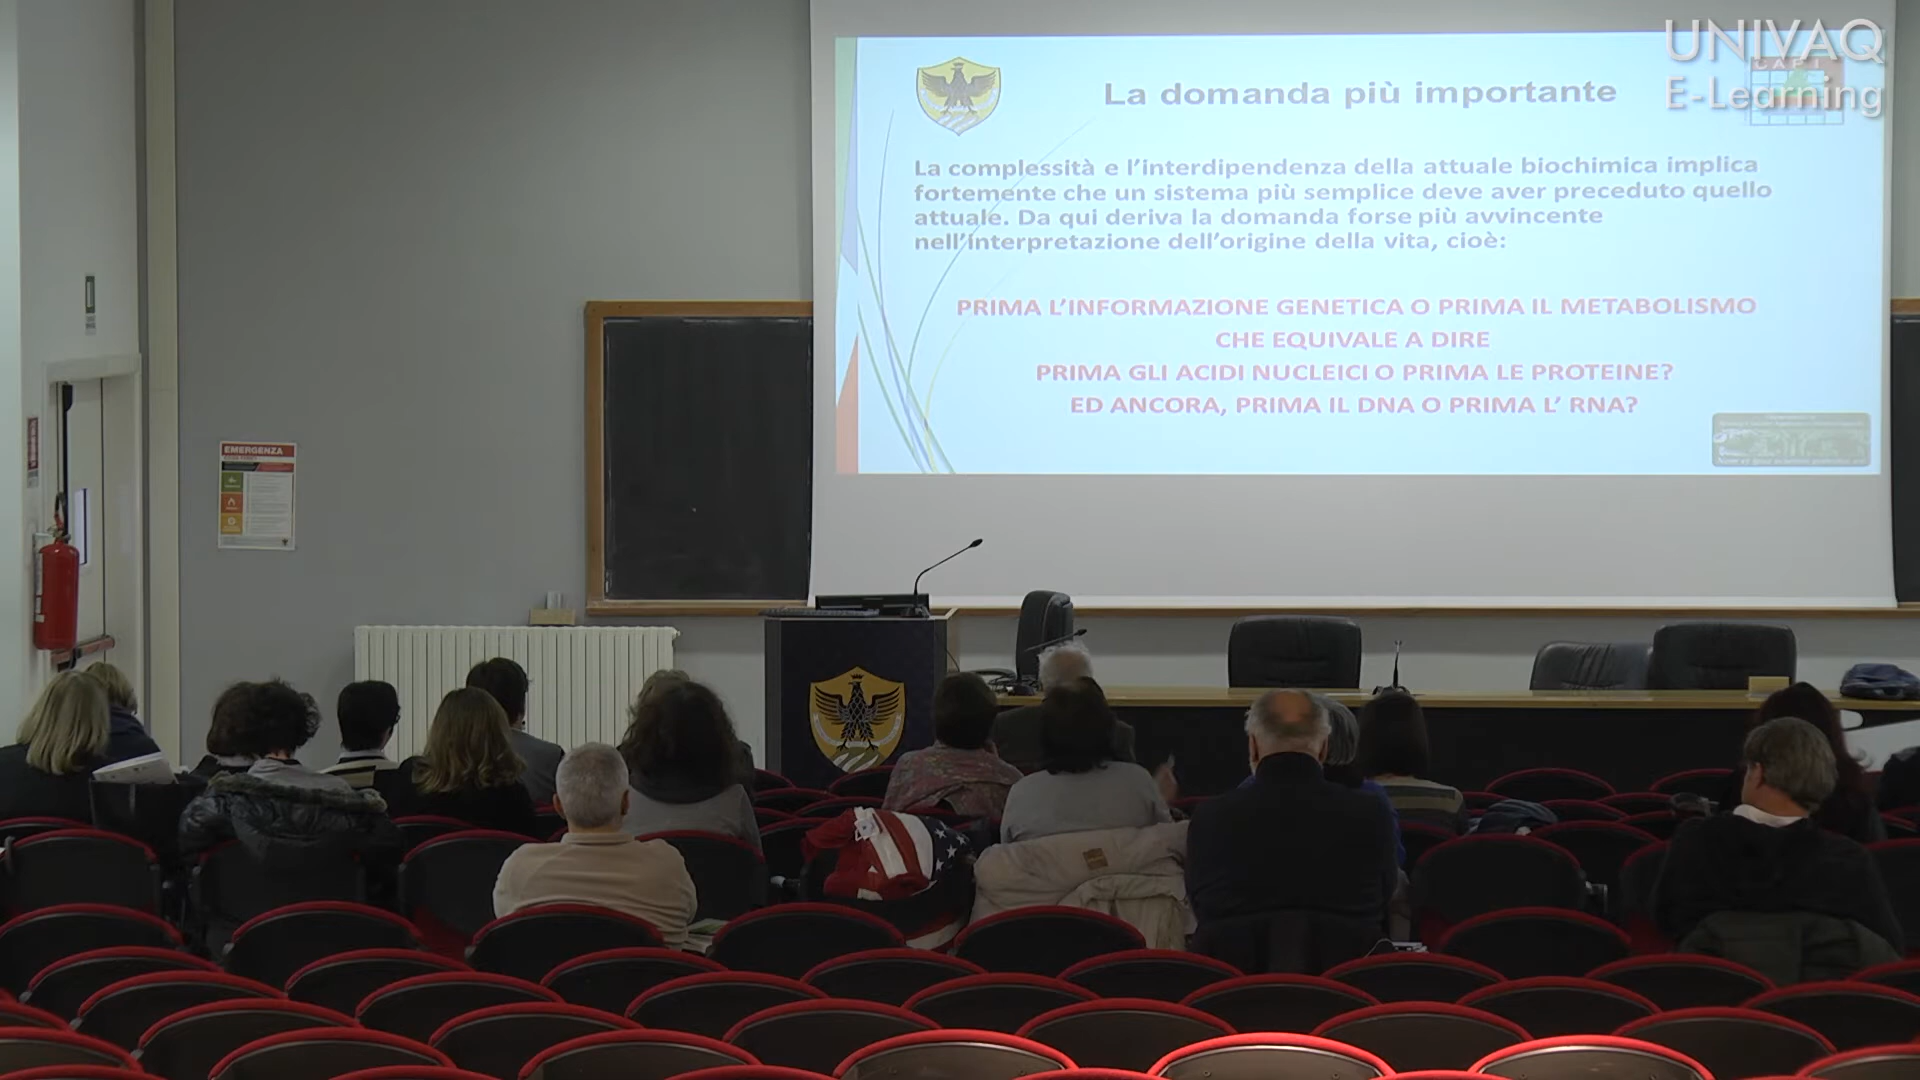 UNIVAQ
E-Learning
La domanda più importante
La complessità e l'interdipendenza della attuale biochimica implica
fortemente che un sistema più semplice deve aver preceduto quello
attuale. Da qui deriva la domanda forse più avvincente
nell'interpretazione dell'origine della vita, cioè:
PRIMA L'INFORMAZIONE GENETICA O PRIMA IL METABOLISMO
CHE EQUIVALE A DIRE
PRIMA GLI ACIDI NUCLEICI O PRIMA LE PROTEINE?
ED ANCORA, PRIMA IL DNA O PRIMA L' RNA?
EMERGENZA